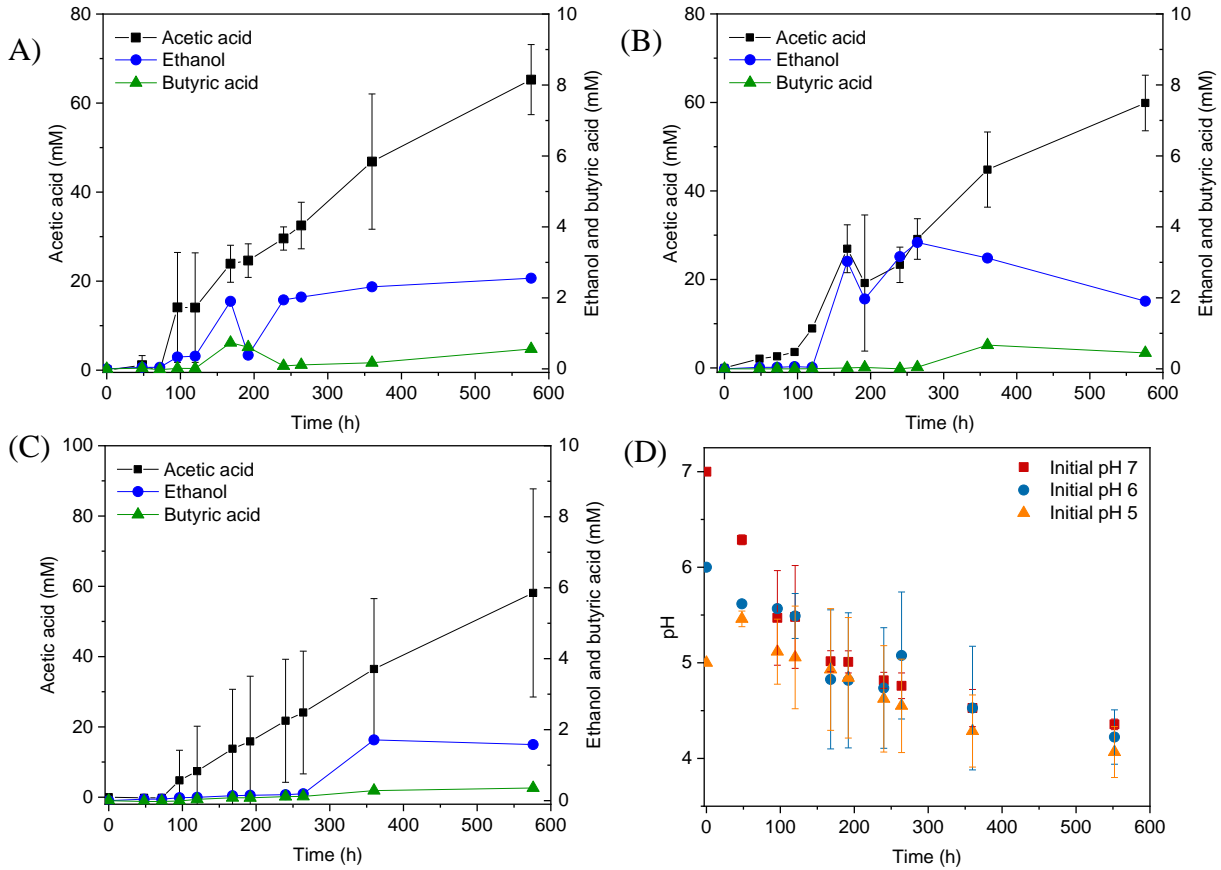 A)
80
60
40
20
0
10
8
6
4
2
0
Acetic acid
Ethanol
Butyric acid
Acetic acid (mM)
Ethanol and butyric acid (mM)
0 100 200 300 400 500 600
Time (h)
(B)
80
60
40
20
0
10
8
6
4
2
0
Acetic acid
Ethanol
Butyric acid
Acetic acid (mM)
Ethanol and butyric acid (mM)
0 100 200 300 400 500 600
Time (h)
(C)
100
80
60
40
20
0
10
8
6
4
2
0
Acetic acid
Ethanol
Butyric acid
Acetic acid (mM)
Ethanol and butyric acid (mM)
0 100 200 300 400 500 600
Time (h)
(D)
7
6
5
4
Initial pH 7
Initial pH 6
Initial pH 5
pH
0 100 200 300 400 500 600
Time (h)